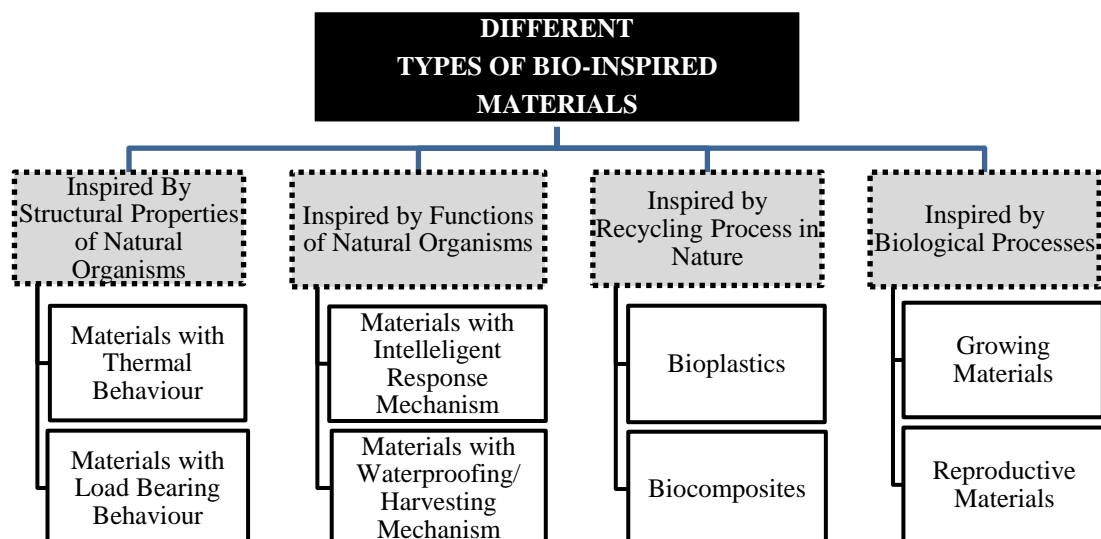 DIFFERENT
TYPES OF BIO-INSPIRED
MATERIALS
Inspired By
Structural Properties
of Natural
Organisms
Inspired by Functions
of Natural Organisms
Inspired by
Recycling Process in
Nature
Inspired by
Biological Processes
Materials with
Thermal
Behaviour
Materials with
Intelleligent
Response
Mechanism
Bioplastics
Growing
Materials
Materials with
Load Bearing
Behaviour
Materials with
Waterproofing/
Harvesting
Mechanism
Biocomposites
Reproductive
Materials